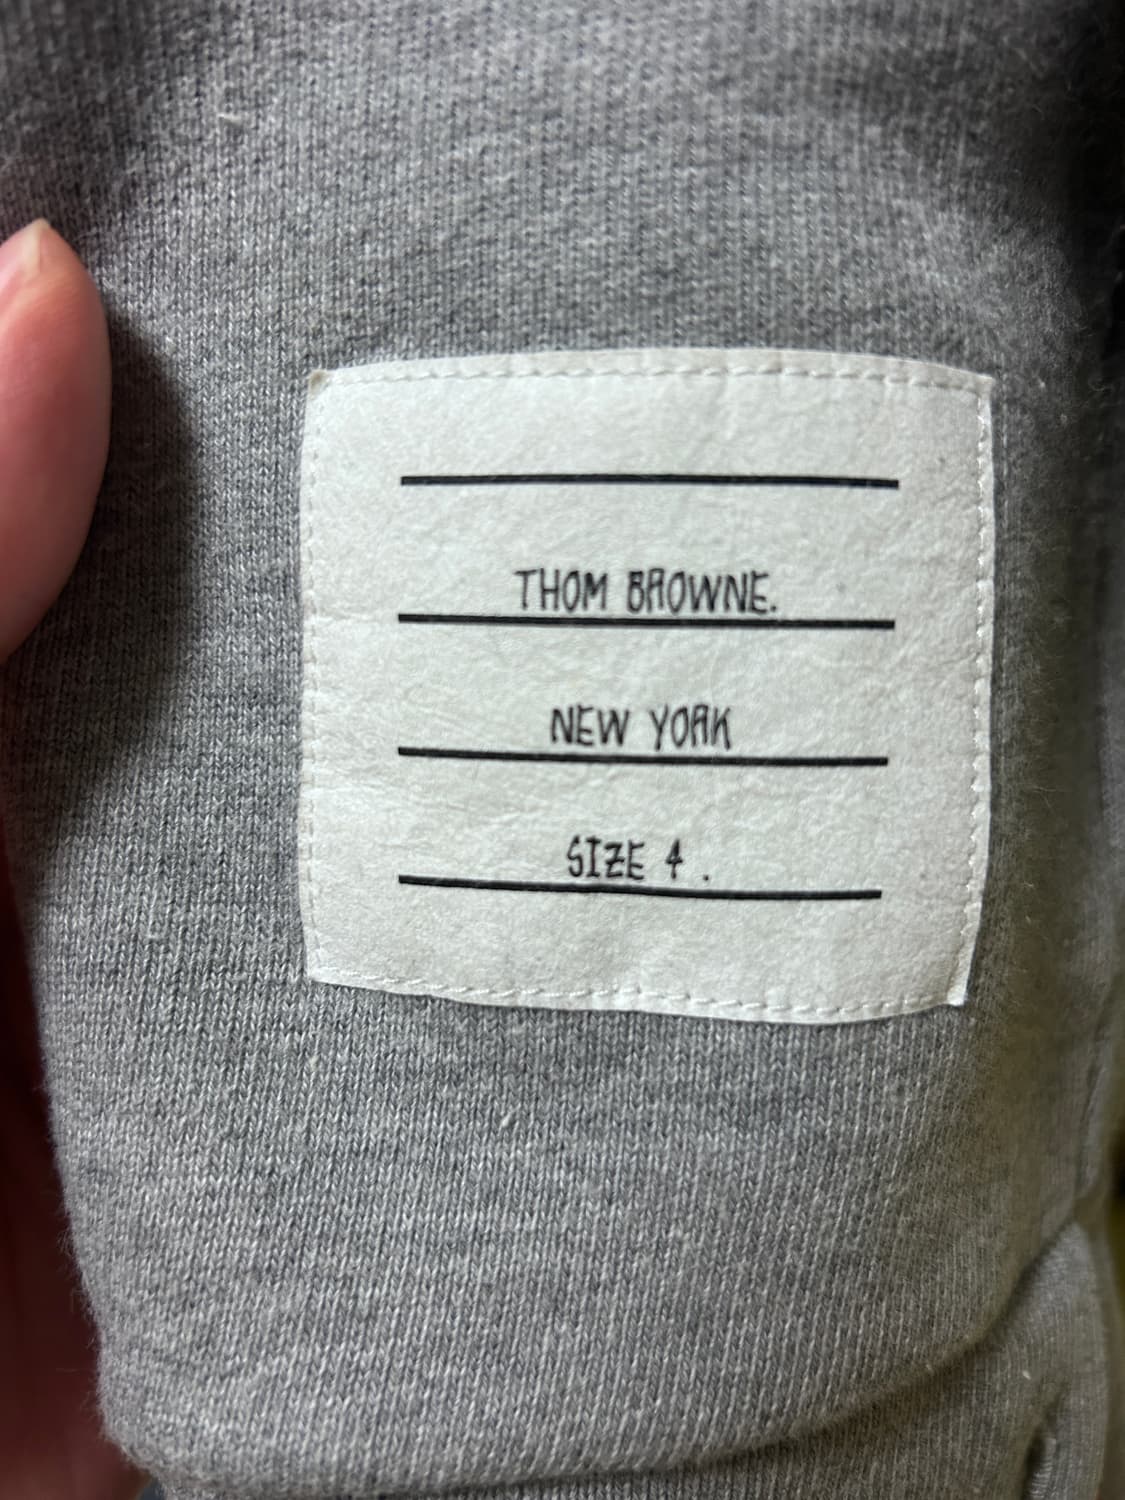 THOM BROWNE.
NEW YORK
SIZE 4 .